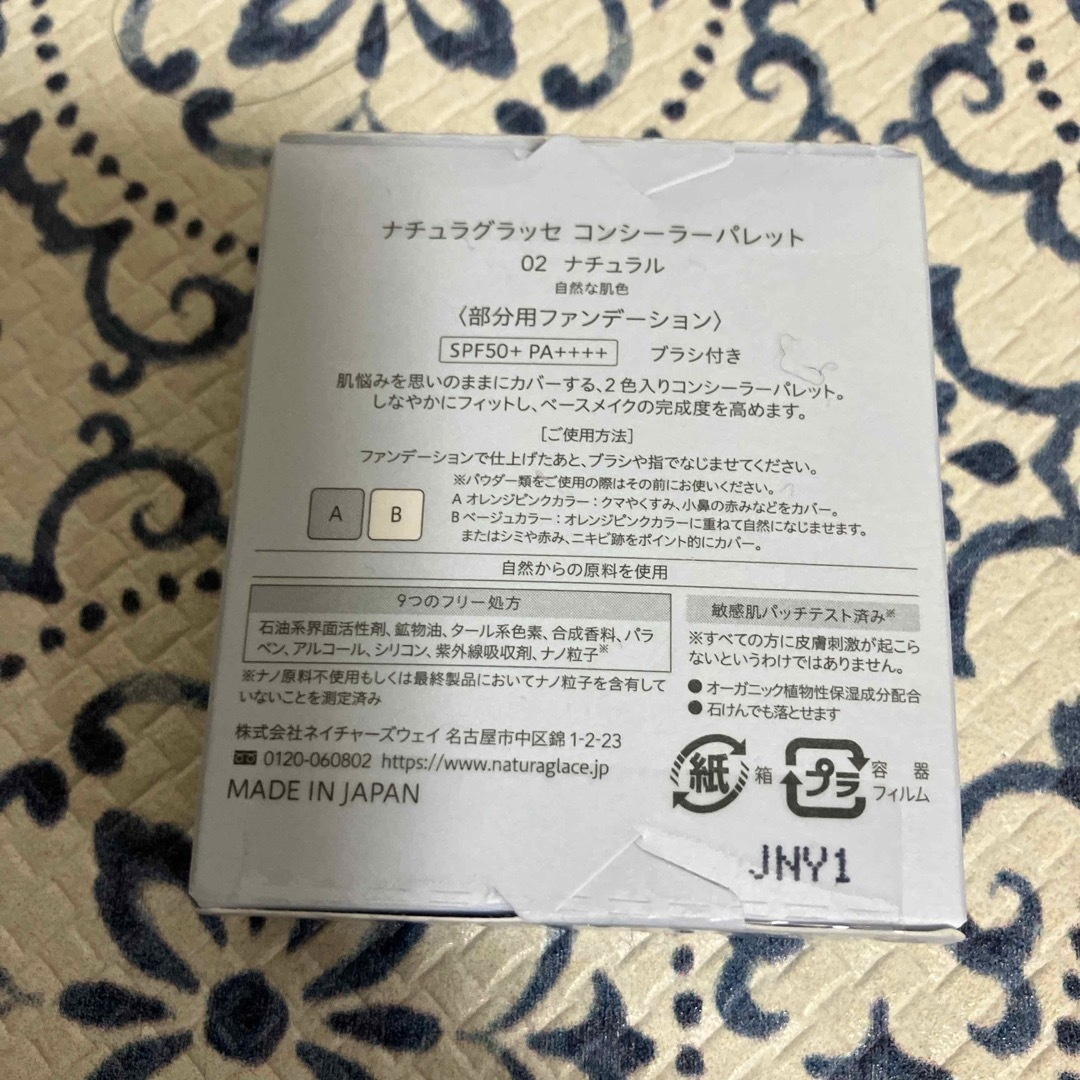 ナチュラグラッセ コンシーラーパレット
02 ナチュラル
自然な肌色
〈部分用ファンデーション〉
SPF50+ PA++++ ブラシ付き
肌悩みを思いのままにカバーする、2色入りコンシーラーパレット。
しなやかにフィットし、ベースメイクの完成度を高めます。
[ご使用方法]
ファンデーションで仕上げたあと、ブラシや指でなじませてください。
※パウダー類をご使用の際はその前にお使いください。
A B
A オレンジピンクカラー：クマやくすみ、小鼻の赤みなどをカバー。
B ベージュカラー：オレンジピンクカラーに重ねて自然になじませます。
またはシミや赤み、ニキビ跡をポイント的にカバー。
自然からの原料を使用
9つのフリー処方
石油系界面活性剤、鉱物油、タール系色素、合成香料、パラ
ベン、アルコール、シリコン、紫外線吸収剤、ナノ粒子※
※ナノ原料不使用もしくは最終製品においてナノ粒子を含有して
いないことを測定済み
敏感肌パッチテスト済み※
※すべての方に皮膚刺激が起こら
ないというわけではありません。
●オーガニック植物性保湿成分配合
●石けんでも落とせます
株式会社ネイチャーズウェイ 名古屋市中区錦1-2-23
0120-060802 https://www.naturaglace.jp
MADE IN JAPAN
紙 箱
プラ 容器
フィルム
JNY1